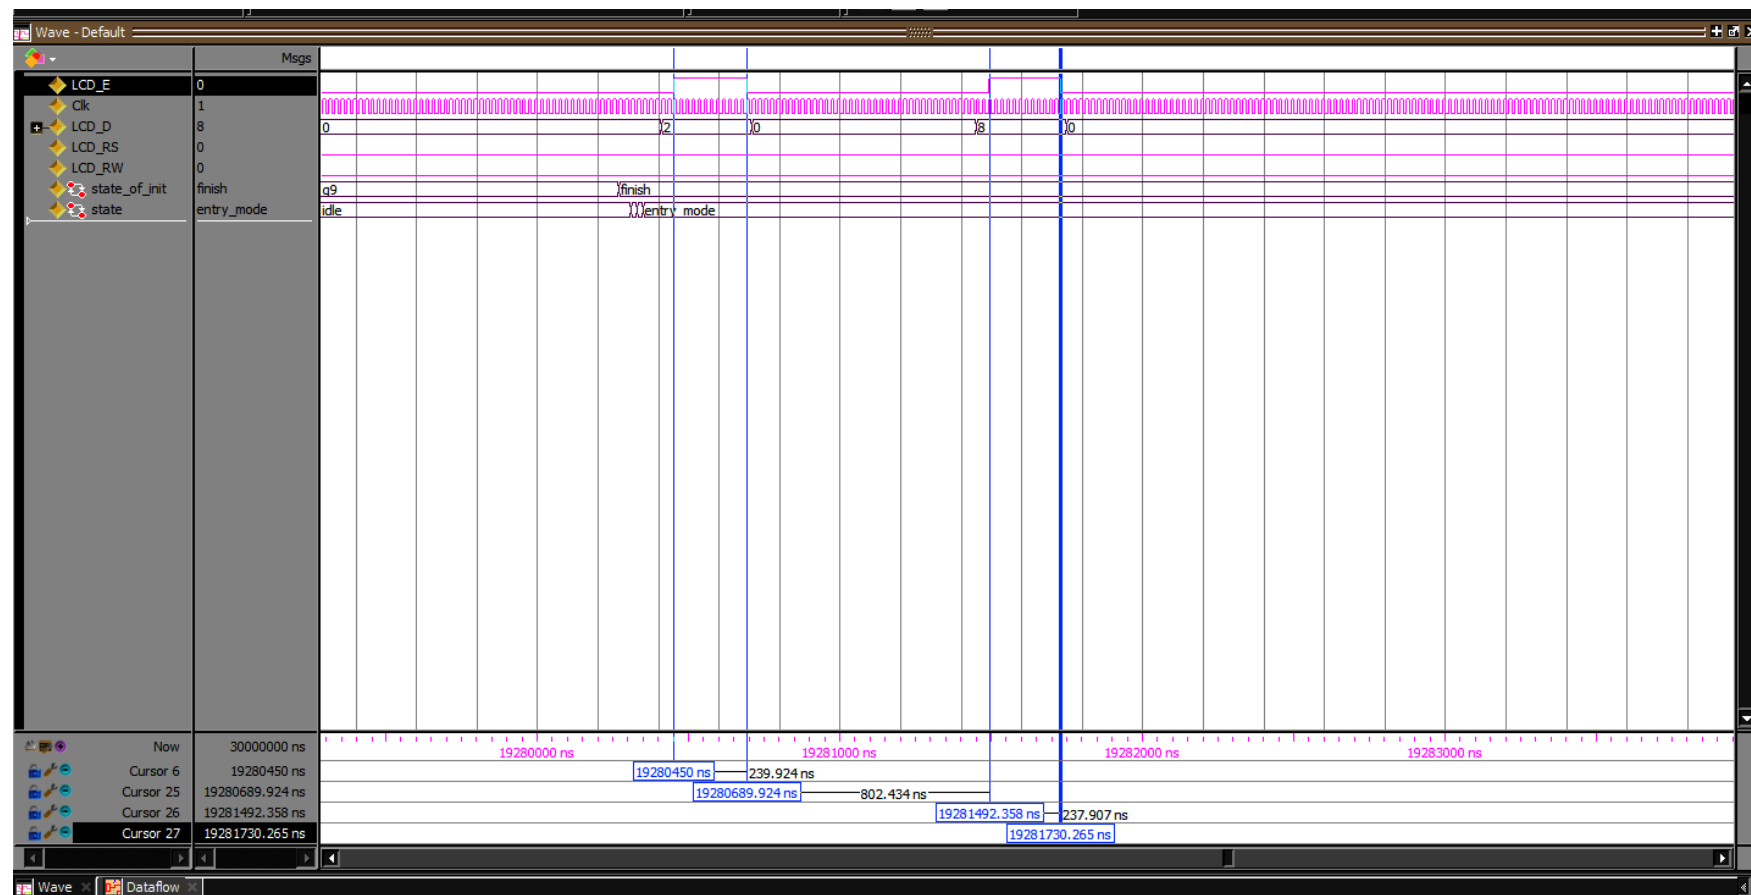 Wave - Default
Msgs
LCD_E 0
Clk 1
LCD_D 8 0 2 0 8 0
LCD_RS 0
LCD_RW 0
state_of_init finish q9 finish
state entry_mode idle entry_mode
Now 30000000 ns 19280000 ns 19281000 ns 19282000 ns 19283000 ns
Cursor 6 19280450 ns 19280450 ns 239.924 ns
Cursor 25 19280689.924 ns 19280689.924 ns 802.434 ns
Cursor 26 19281492.358 ns 19281492.358 ns 237.907 ns
Cursor 27 19281730.265 ns 19281730.265 ns
Wave Dataflow